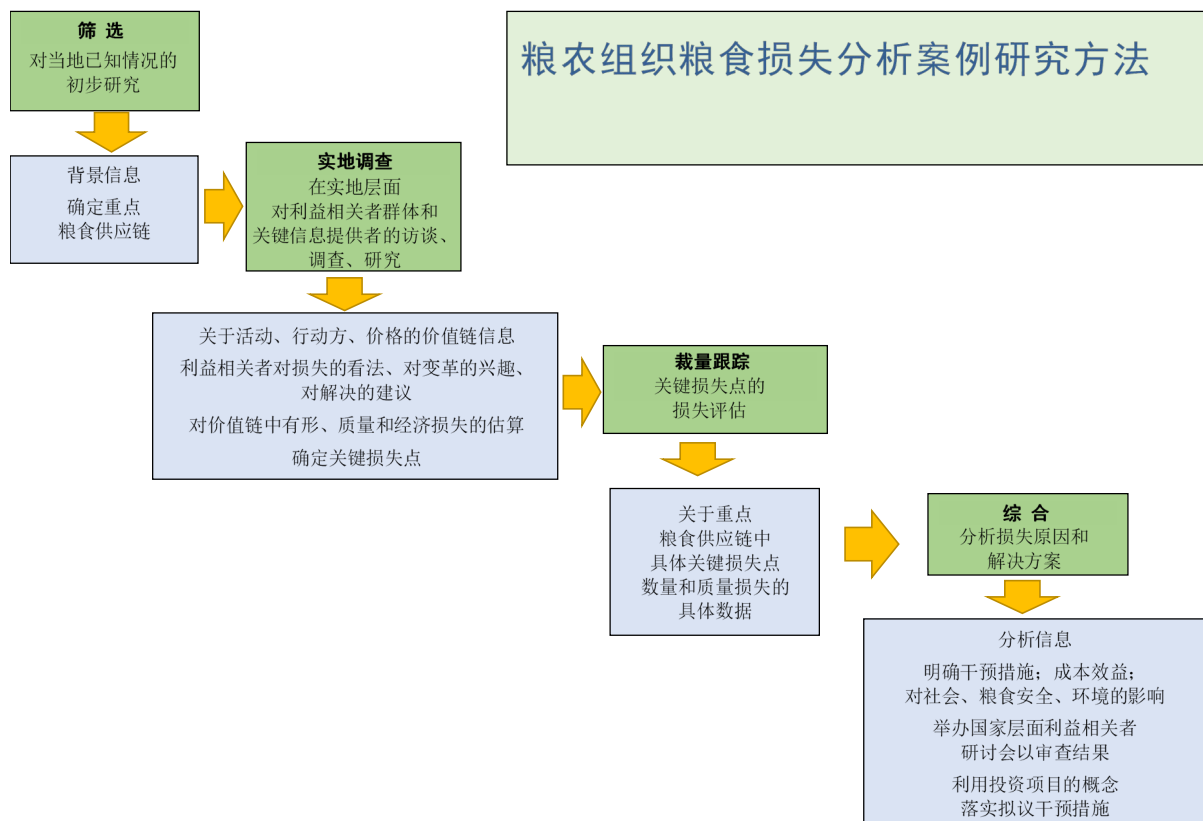 粮农组织粮食损失分析案例研究方法
筛 选
对当地已知情况的
初步研究
背景信息
确定重点
粮食供应链
实地调查
在实地层面
对利益相关者群体和
关键信息提供者的访谈、
调查、研究
关于活动、行动方、价格的价值链信息
利益相关者对损失的看法、对变革的兴趣、
对解决的建议
对价值链中有形、质量和经济损失的估算
确定关键损失点
裁量跟踪
关键损失点的
损失评估
关于重点
粮食供应链中
具体关键损失点
数量和质量损失的
具体数据
综 合
分析损失原因和
解决方案
分析信息
明确干预措施；成本效益；
对社会、粮食安全、环境的影响
举办国家层面利益相关者
研讨会以审查结果
利用投资项目的概念
落实拟议干预措施